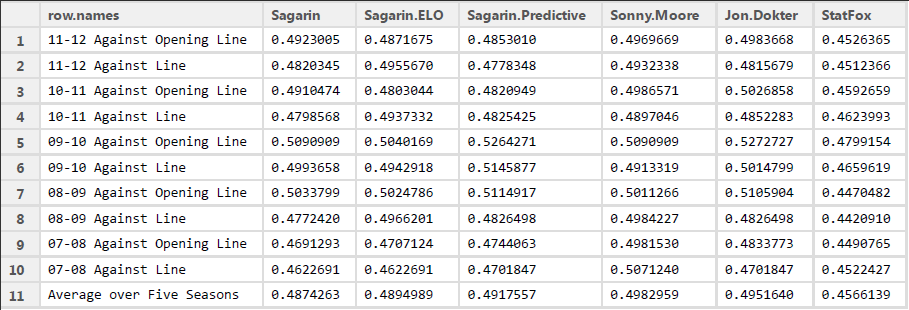 row.names Sagarin Sagarin.ELO Sagarin.Predictive Sonny.Moore Jon.Dokter StatFox
1 11-12 Against Opening Line 0.4923005 0.4871675 0.4853010 0.4969669 0.4983668 0.4526365
2 11-12 Against Line 0.4820345 0.4955670 0.4778348 0.4932338 0.4815679 0.4512366
3 10-11 Against Opening Line 0.4910474 0.4803044 0.4820949 0.4986571 0.5026858 0.4592659
4 10-11 Against Line 0.4798568 0.4937332 0.4825425 0.4897046 0.4852283 0.4623993
5 09-10 Against Opening Line 0.5090909 0.5040169 0.5264271 0.5090909 0.5272727 0.4799154
6 09-10 Against Line 0.4993658 0.4942918 0.5145877 0.4913319 0.5014799 0.4659619
7 08-09 Against Opening Line 0.5033799 0.5024786 0.5114917 0.5011266 0.5105904 0.4470482
8 08-09 Against Line 0.4772420 0.4966201 0.4826498 0.4984227 0.4826498 0.4420910
9 07-08 Against Opening Line 0.4691293 0.4707124 0.4744063 0.4981530 0.4833773 0.4490765
10 07-08 Against Line 0.4622691 0.4622691 0.4701847 0.5071240 0.4701847 0.4522427
11 Average over Five Seasons 0.4874263 0.4894989 0.4917557 0.4982959 0.4951640 0.4566139